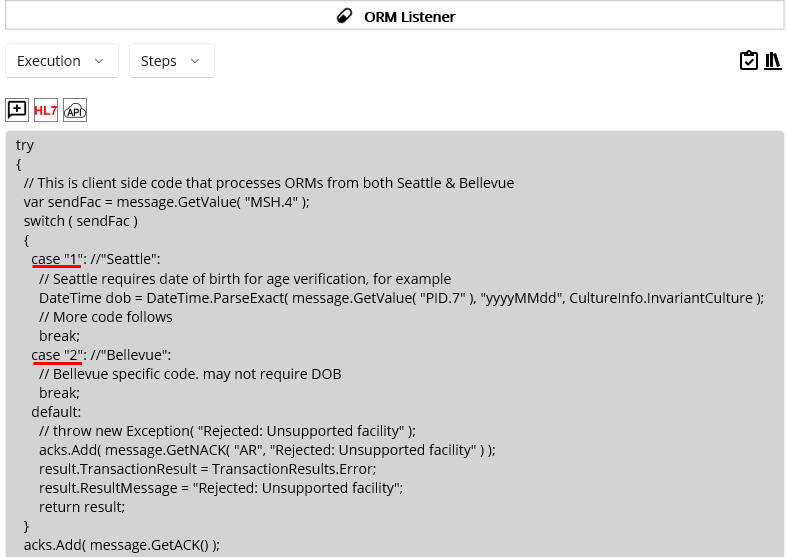 ORM Listener
Execution
Steps
HL7
API
try
{
// This is client side code that processes ORMs from both Seattle & Bellevue
var sendFac = message.GetValue( "MSH.4" );
switch ( sendFac )
{
case "1": //"Seattle":
// Seattle requires date of birth for age verification, for example
DateTime dob = DateTime.ParseExact( message.GetValue( "PID.7" ), "yyyyMMdd", CultureInfo.InvariantCulture );
// More code follows
break;
case "2": //"Bellevue":
// Bellevue specific code. may not require DOB
break;
default:
// throw new Exception( "Rejected: Unsupported facility" );
acks.Add( message.GetNACK( "AR", "Rejected: Unsupported facility" ) );
result.TransactionResult = TransactionResults.Error;
result.ResultMessage = "Rejected: Unsupported facility";
return result;
}
acks.Add( message.GetACK() );